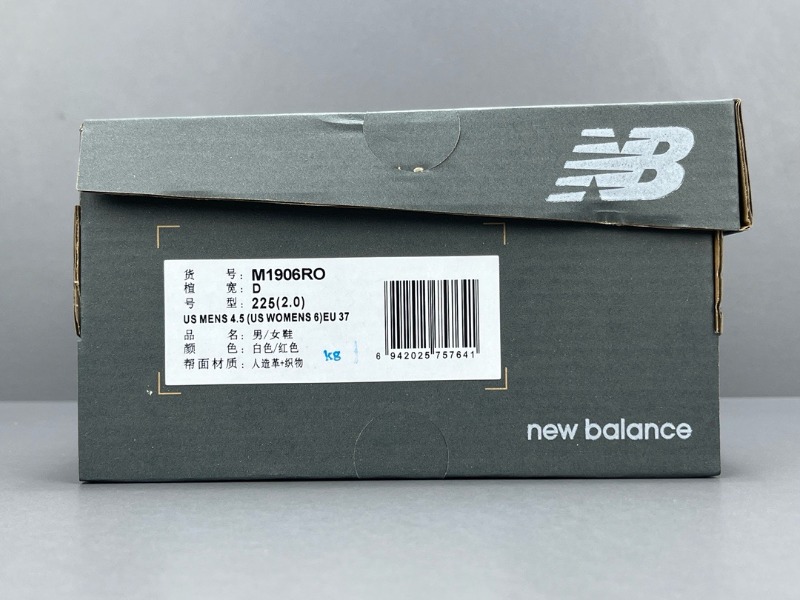 NB
货 号: M1906RO
楦 宽: D
号 型: 225(2.0)
US MENS 4.5 (US WOMENS 6) EU 37
品 名: 男/女鞋
颜 色: 白色/红色
帮面材质: 人造革+织物
kg
6 942025 757641
new balance